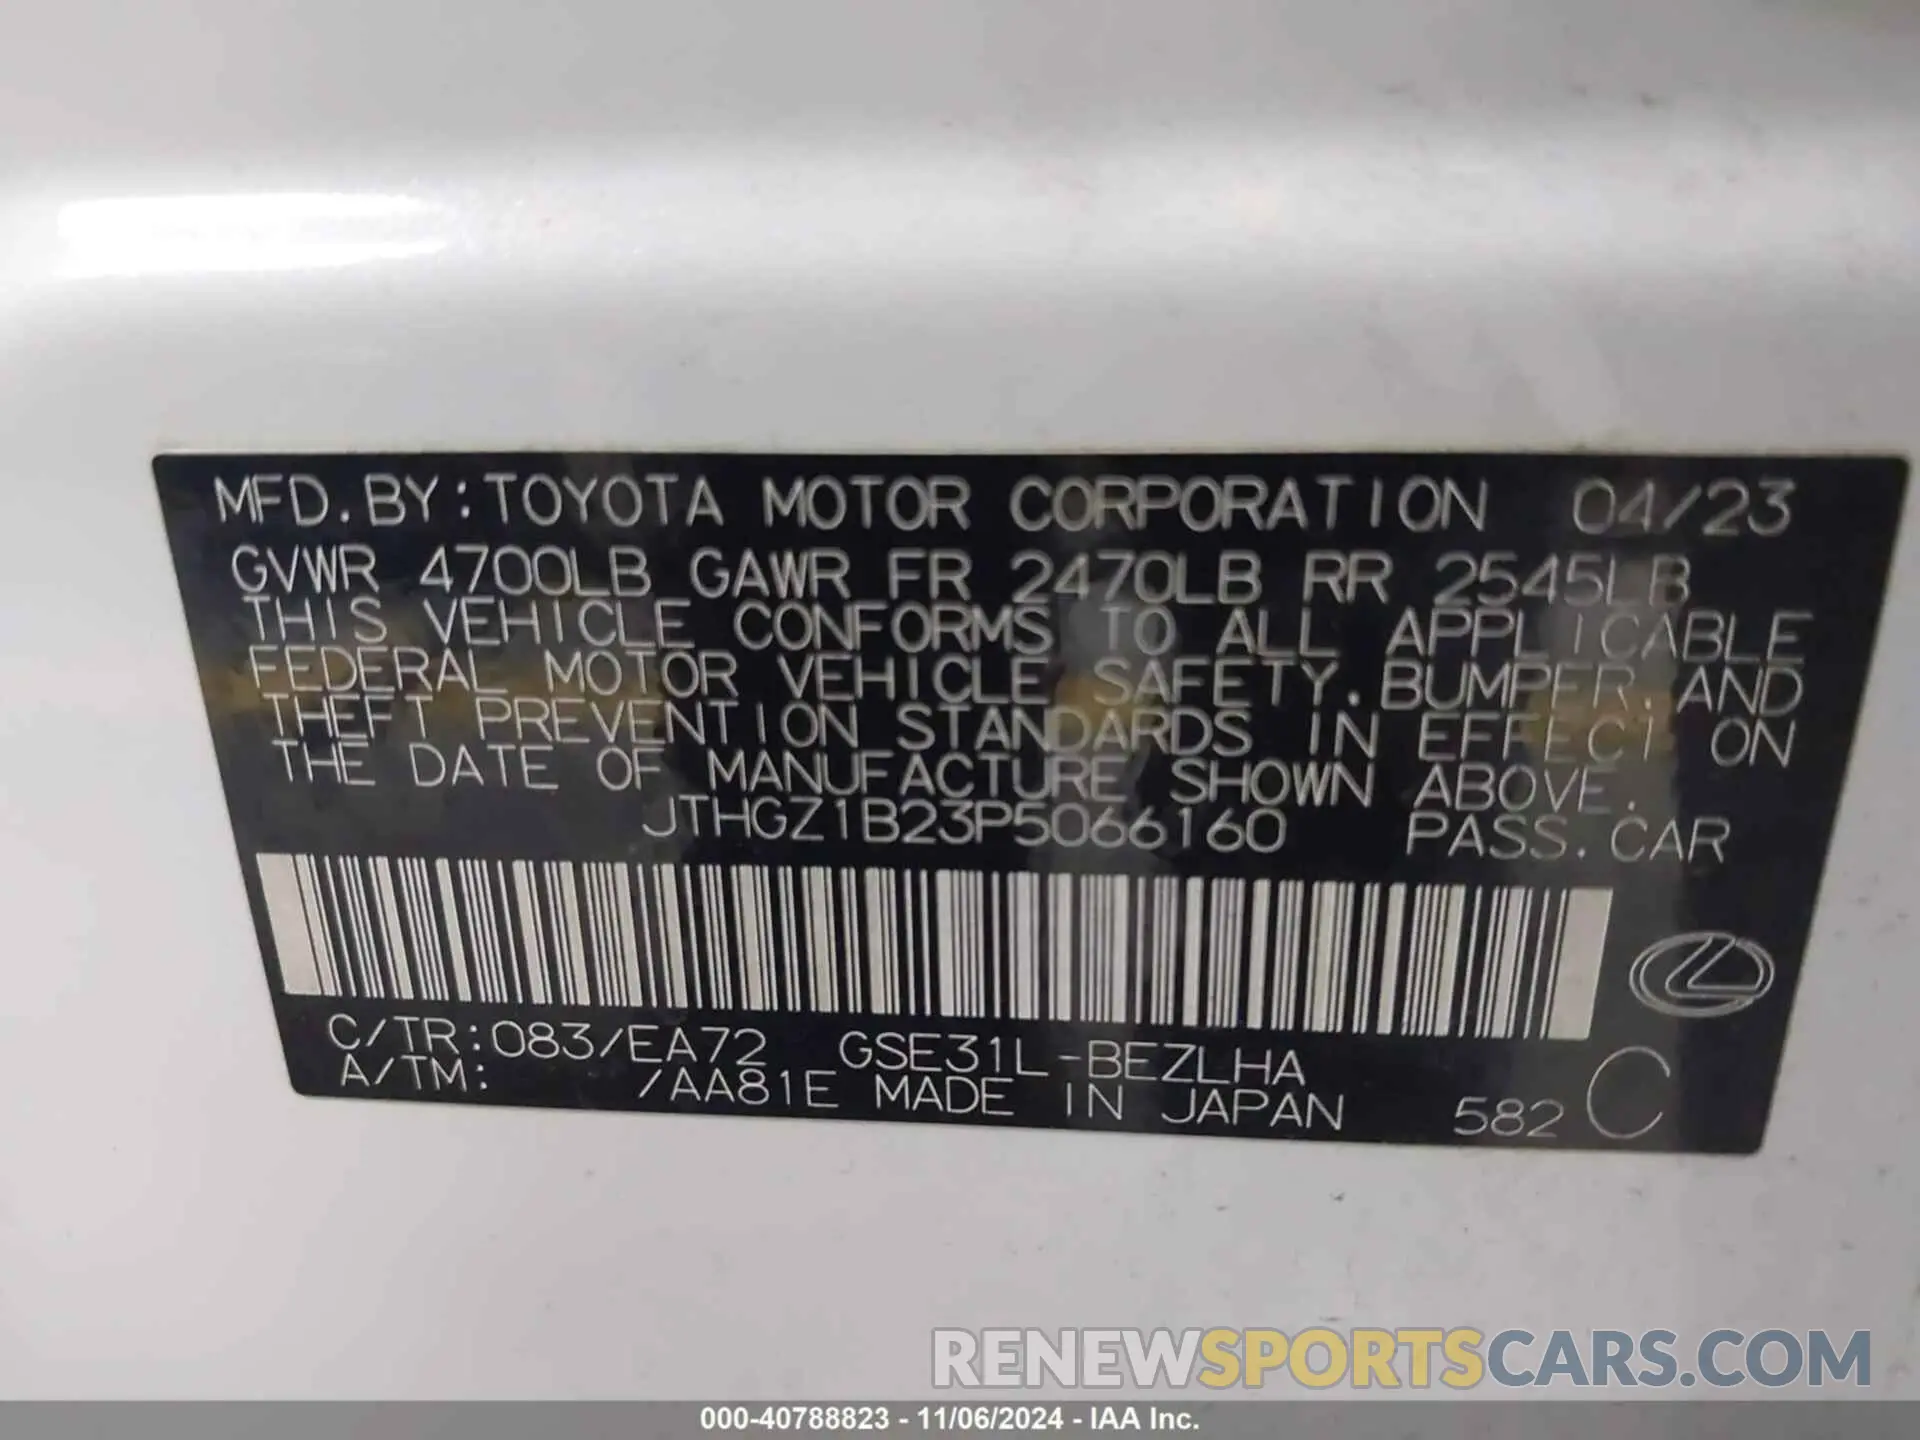 MFD.BY:TOYOTA MOTOR CORPORATION 04/23
GVWR 4700LB GAWR FR 2470LB RR 2545LB
THIS VEHICLE CONFORMS TO ALL APPLICABLE
FEDERAL MOTOR VEHICLE SAFETY,BUMPER,AND
THEFT PREVENTION STANDARDS IN EFFECT ON
THE DATE OF MANUFACTURE SHOWN ABOVE.
JTHGZ1B23P5066160 PASS.CAR
C/TR:083/EA72 GSE31L-BEZLHA
A/TM: /AA81E MADE IN JAPAN 582 C
RENEWSPORTSCARS.COM
000-40788823 - 11/06/2024 - IAA Inc.